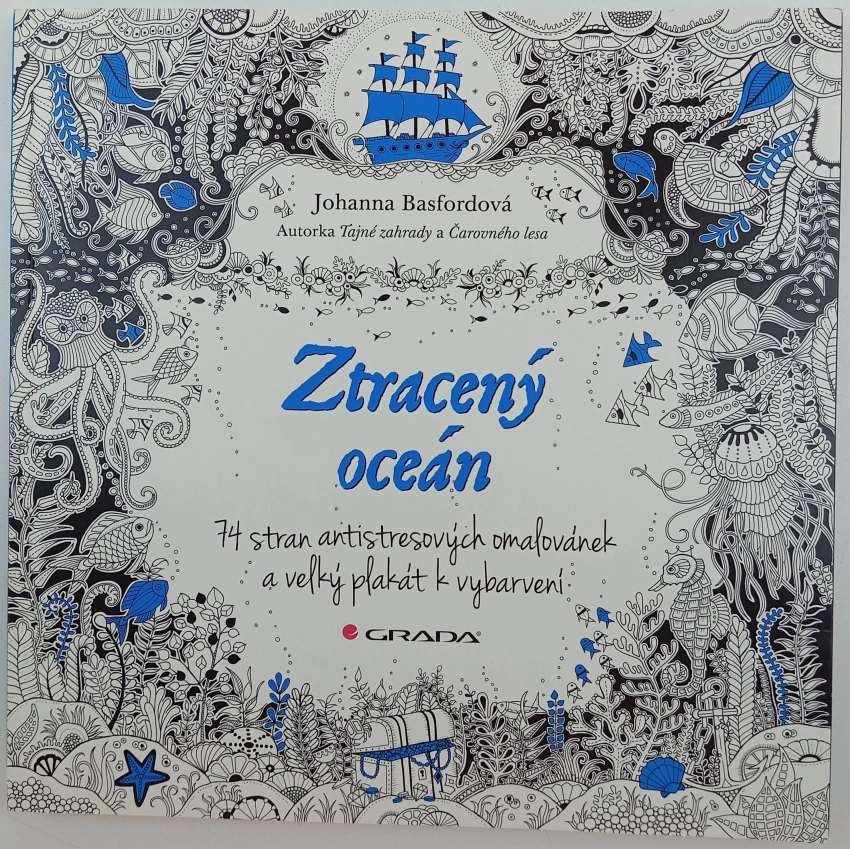 Johanna Basfordová
Autorka Tajné zahrady a Čarovného lesa
Ztracený
oceán
74 stran antistresových omalovánek
a velký plakát k vybarvení
GRADA